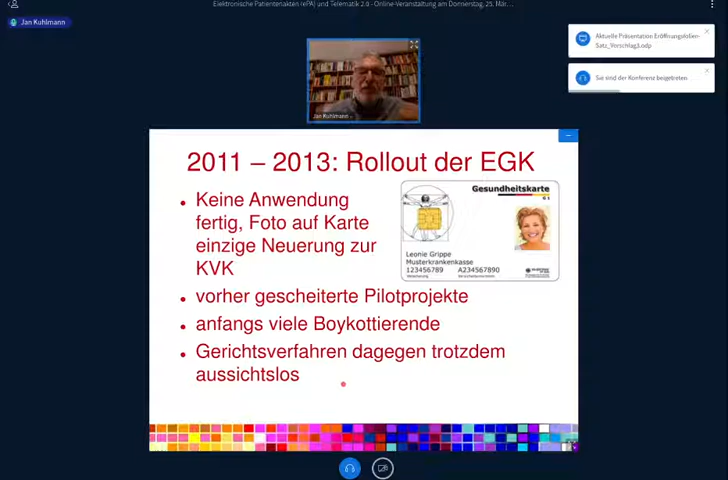 Elektronische Patientenakten (ePA) und Telematik 2.0 - Online-Veranstaltung am Donnerstag, 25. Mär…
Jan Kuhlmann
Aktuelle Präsentation Eröffnungsfolien-
Satz_Vorschlag3.odp
Sie sind der Konferenz beigetreten
Jan Kuhlmann
2011 – 2013: Rollout der EGK
• Keine Anwendung
fertig, Foto auf Karte
einzige Neuerung zur
KVK
Gesundheitskarte
G 1
Leonie Grippe
Musterkrankenkasse
123456789 A234567890
Versicherung
• vorher gescheiterte Pilotprojekte
• anfangs viele Boykottierende
• Gerichtsverfahren dagegen trotzdem
aussichtslos